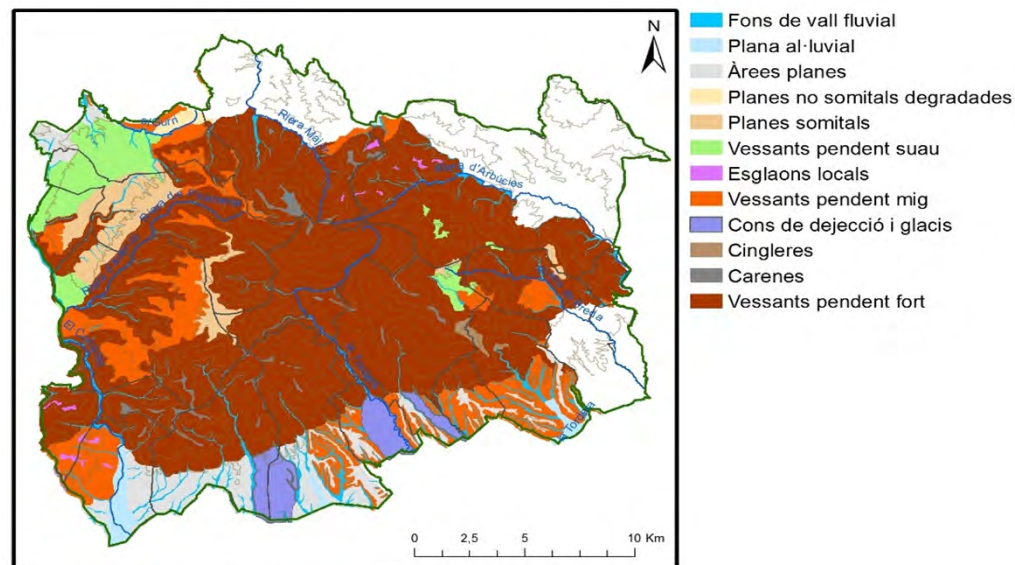 N
Riera Major
Riera d'Arbúcies
El C
Tordera
0 2,5 5 10 Km
Fons de vall fluvial
Plana al·luvial
Àrees planes
Planes no somitals degradades
Planes somitals
Vessants pendent suau
Esglaons locals
Vessants pendent mig
Cons de dejecció i glacis
Cingleres
Carenes
Vessants pendent fort